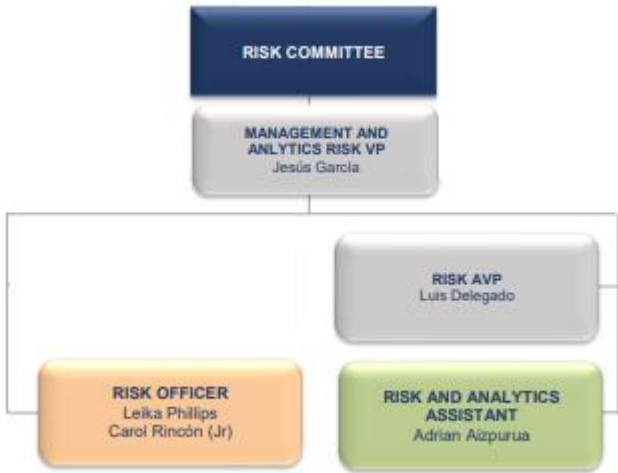 RISK COMMITTEE
MANAGEMENT AND
ANLYTICS RISK VP
Jesús García
RISK AVP
Luis Delegado
RISK OFFICER
Leika Phillips
Carol Rincón (Jr)
RISK AND ANALYTICS
ASSISTANT
Adrian Aizpurua